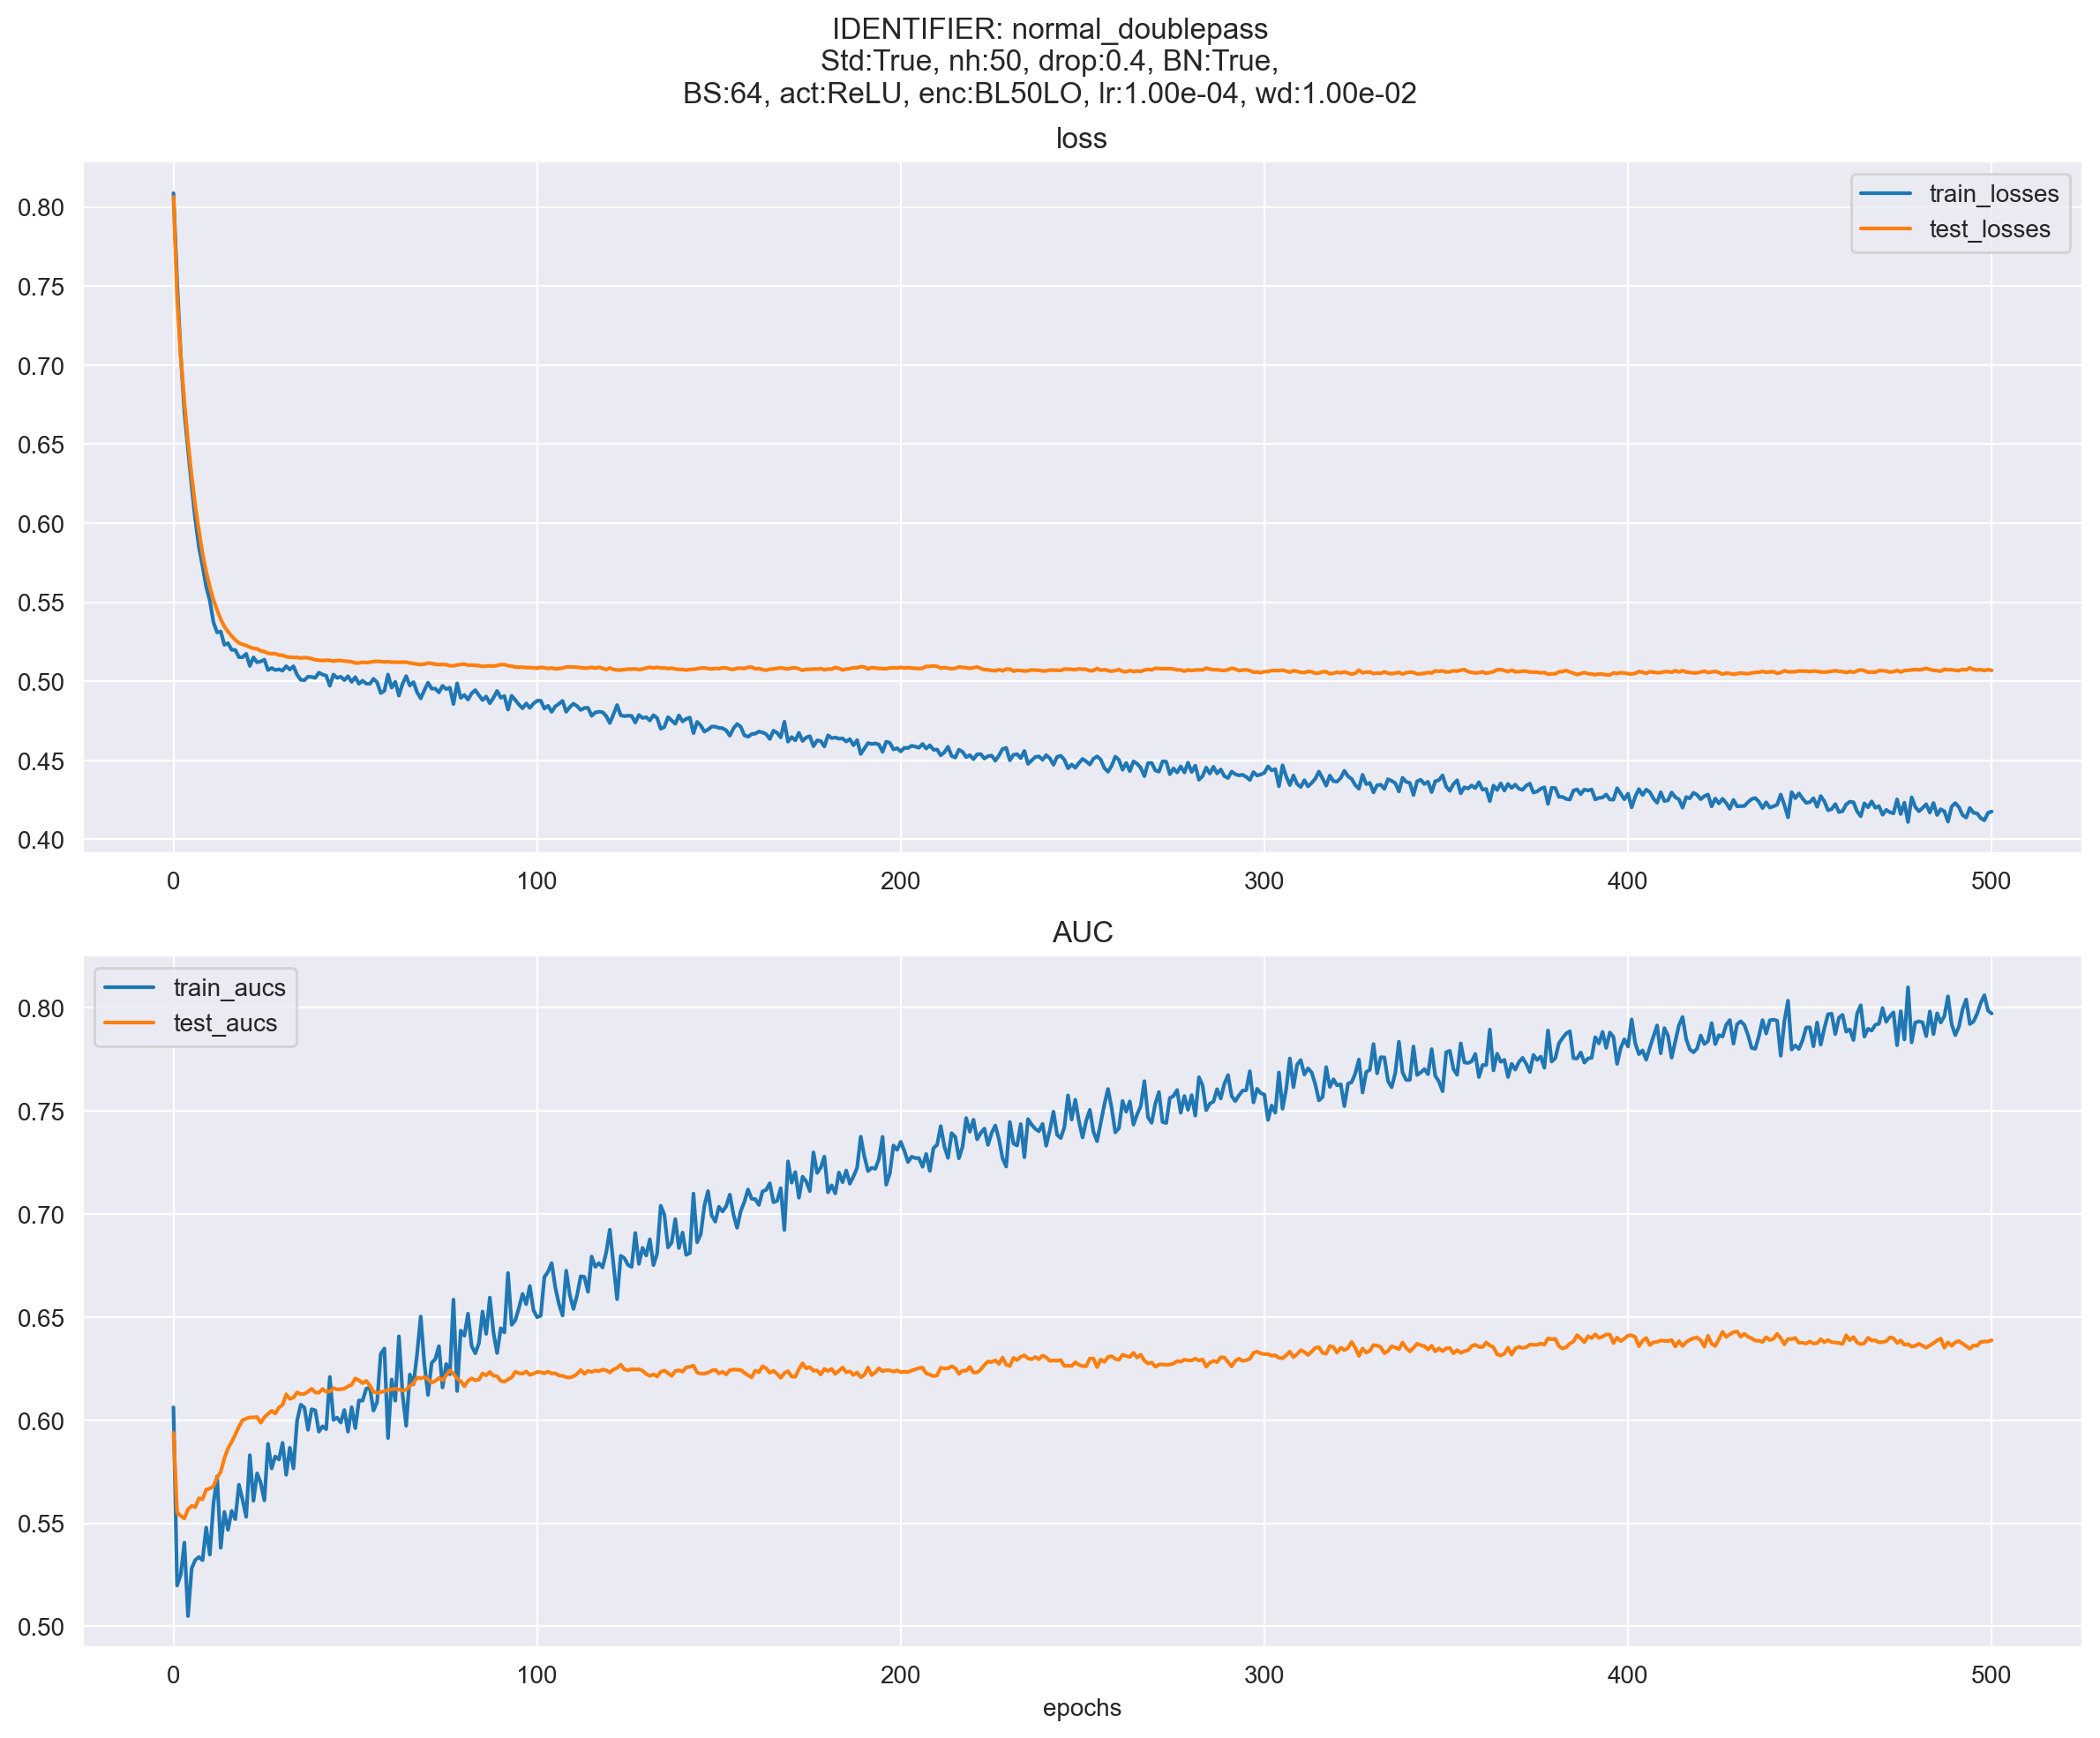 IDENTIFIER: normal_doublepass
Std:True, nh:50, drop:0.4, BN:True,
BS:64, act:ReLU, enc:BL50LO, lr:1.00e-04, wd:1.00e-02
loss
train_losses
test_losses
0.80
0.75
0.70
0.65
0.60
0.55
0.50
0.45
0.40
0 100 200 300 400 500
AUC
train_aucs
test_aucs
0.80
0.75
0.70
0.65
0.60
0.55
0.50
0 100 200 300 400 500
epochs